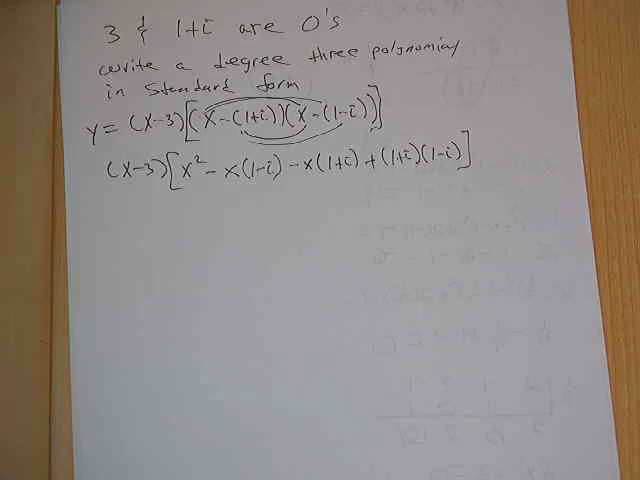 3 & 1+i are 0's
write a degree three polynomial
in Standard form
y = (x-3)[(x-(1+i))(x-(1-i))]
(x-3)[x² - x(1-i) - x(1+i) + (1+i)(1-i)]